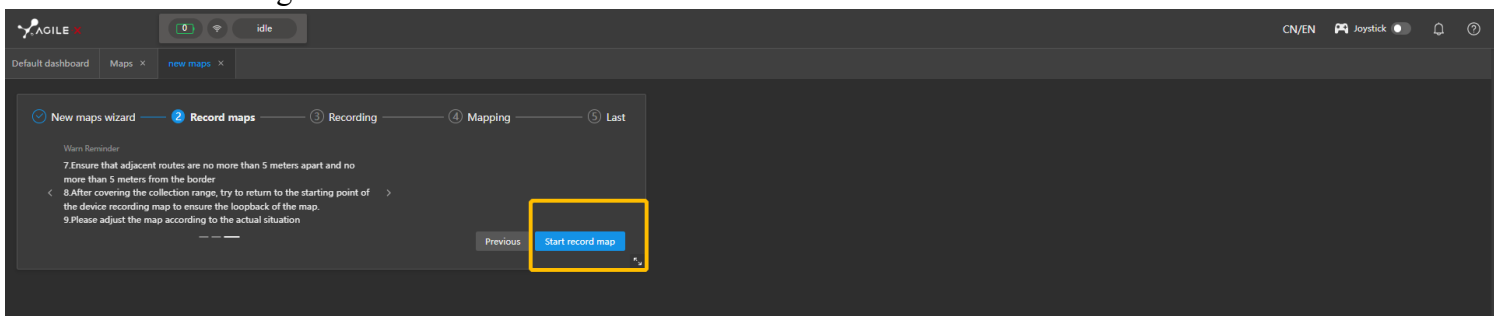 AGILE
0
idle
CN/EN
Joystick
Default dashboard
Maps ×
new maps ×
New maps wizard
2 Record maps
3 Recording
4 Mapping
5 Last
Warn Reminder
7.Ensure that adjacent routes are no more than 5 meters apart and no
more than 5 meters from the border
8.After covering the collection range, try to return to the starting point of
the device recording map to ensure the loopback of the map.
9.Please adjust the map according to the actual situation
Previous
Start record map